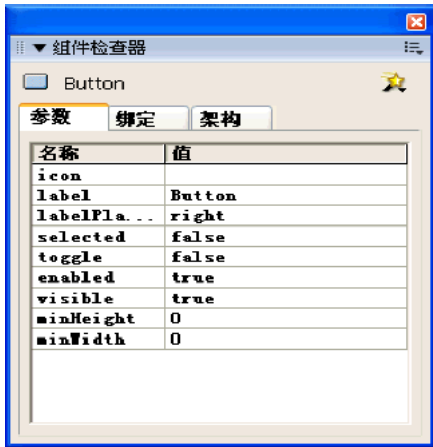 组件检查器
Button
参数 绑定 架构
名称 值
icon
label Button
labelPla... right
selected false
toggle false
enabled true
visible true
minHeight 0
minWidth 0